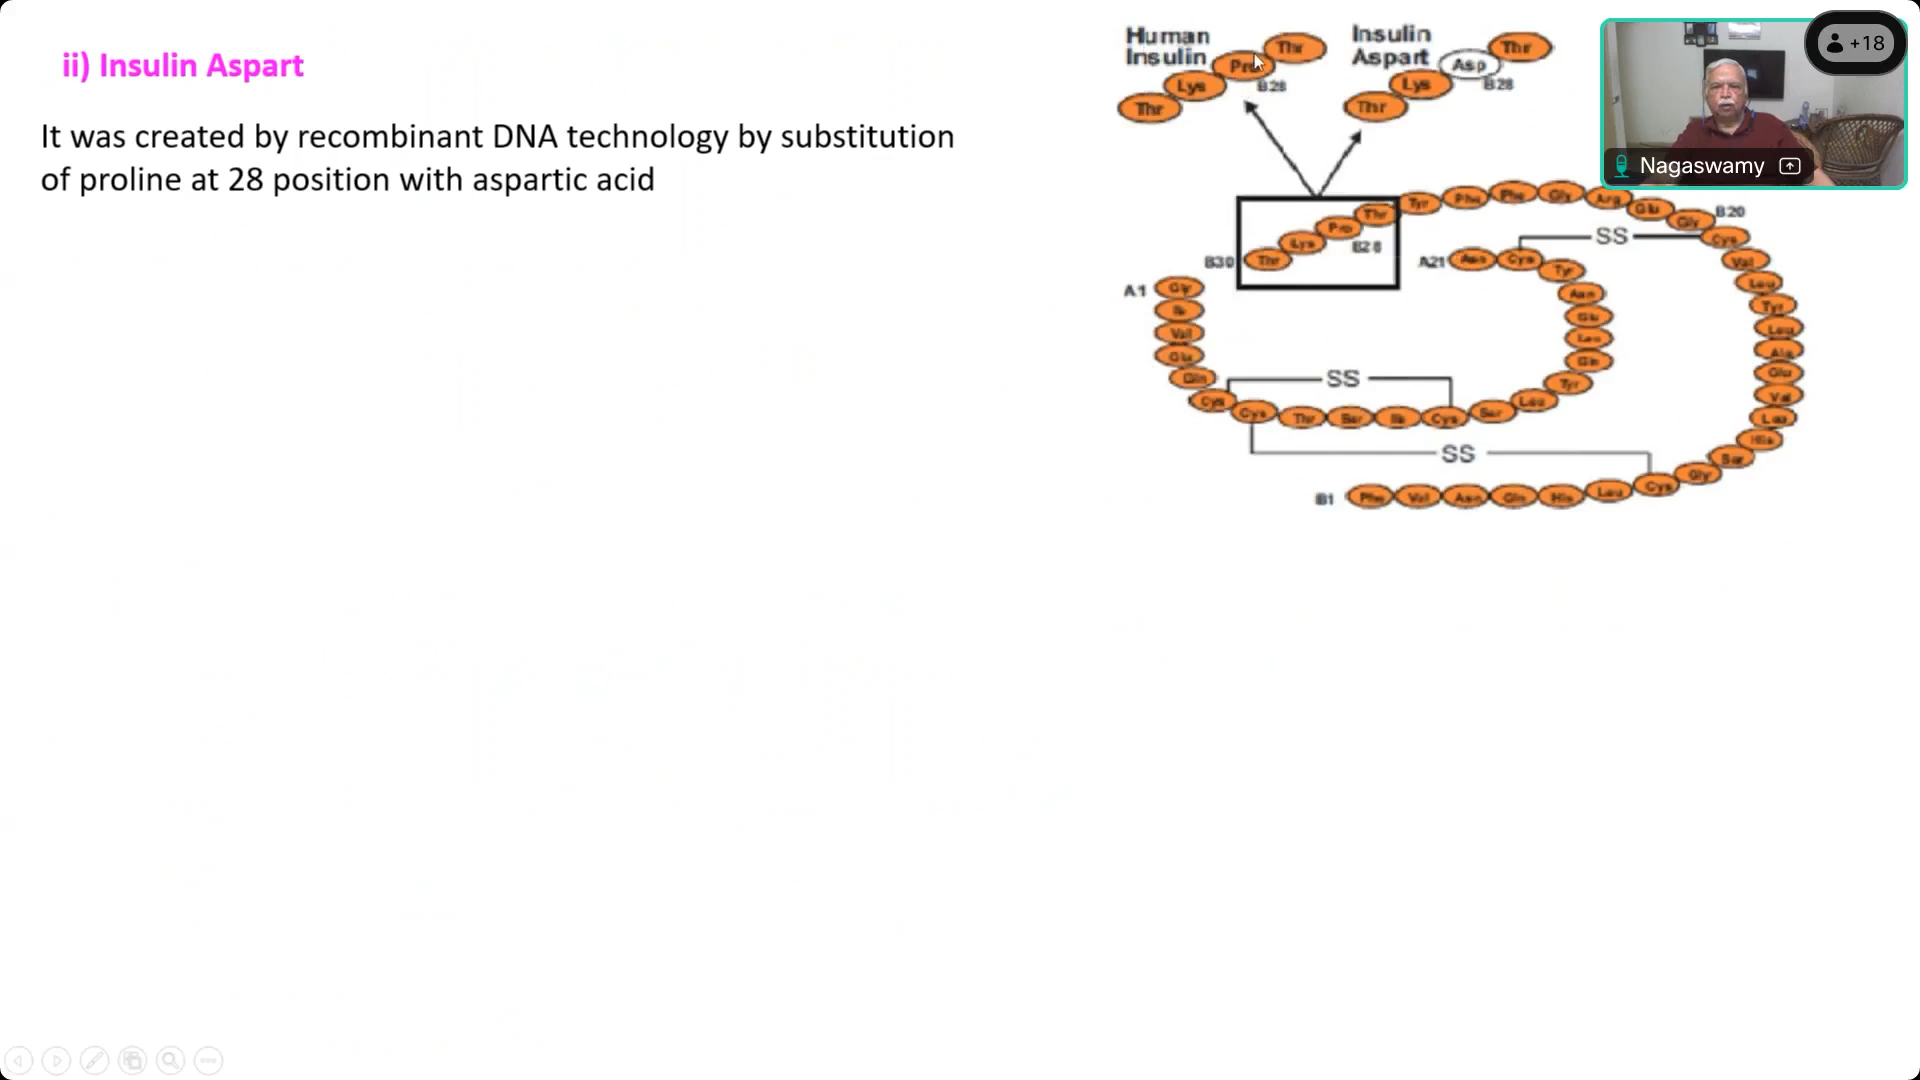 ii) Insulin Aspart
It was created by recombinant DNA technology by substitution
of proline at 28 position with aspartic acid
Human
Insulin
Thr
Lys
Pro
Thr
B28
Insulin
Aspart
Thr
Lys
Asp
Thr
B28
+18
Nagaswamy
B30
Thr
Lys
Pro
Thr
B28
Tyr
Phe
Phe
Gly
Arg
Glu
Gly
B20
Cys
Val
Leu
Tyr
Leu
Ala
Glu
Val
Leu
His
Ser
Gly
Cys
Leu
His
Gln
Asn
Val
Phe
B1
SS
A21
Asn
Cys
Tyr
Asn
Glu
Leu
Gln
Tyr
Leu
Ser
Cys
Ile
Ser
Thr
Cys
Cys
Gln
Glu
Val
Gly
A1
SS
SS